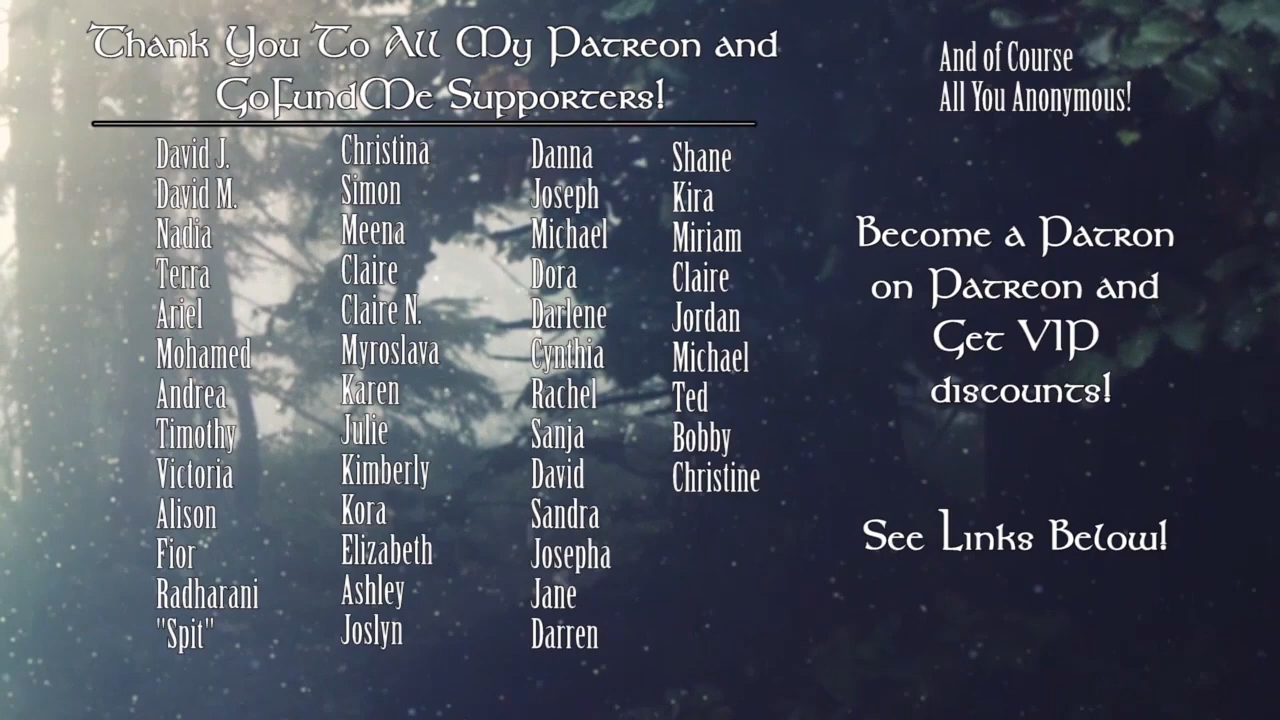 Thank You To All My Patreon and
GoFundMe Supporters!
David J.
David M.
Nadia
Terra
Ariel
Mohamed
Andrea
Timothy
Victoria
Alison
Fior
Radharani
"Spit"
Christina
Simon
Meena
Claire
Claire N.
Myroslava
Karen
Julie
Kimberly
Kora
Elizabeth
Ashley
Joslyn
Danna
Joseph
Michael
Dora
Darlene
Cynthia
Rachel
Sanja
David
Sandra
Josepha
Jane
Darren
Shane
Kira
Miriam
Claire
Jordan
Michael
Ted
Bobby
Christine
And of Course
All You Anonymous!
Become a Patron
on Patreon and
Get VIP
discounts!
See Links Below!